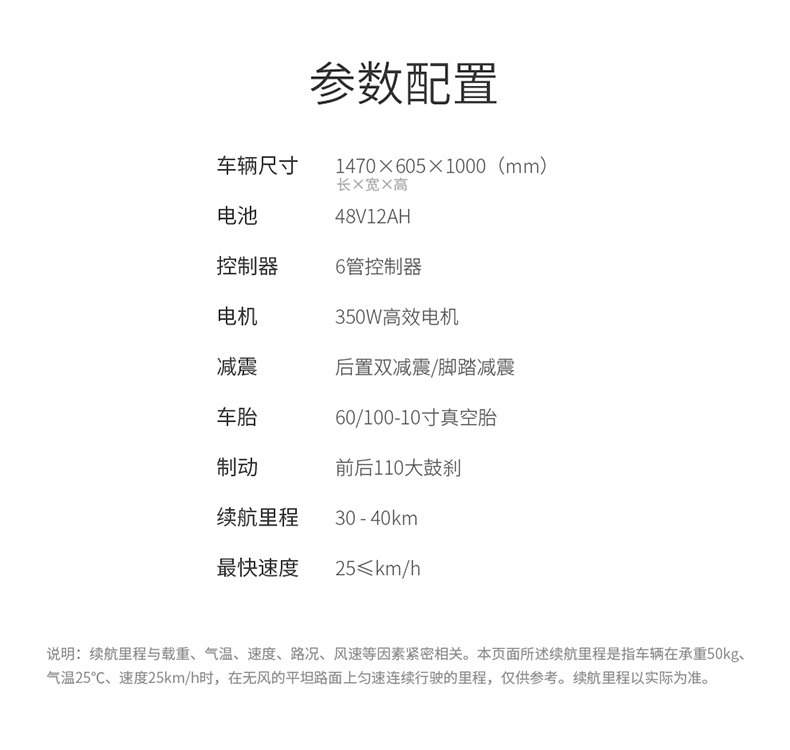 参数配置
车辆尺寸 1470×605×1000（mm）
长×宽×高
电池 48V12AH
控制器 6管控制器
电机 350W高效电机
减震 后置双减震/脚踏减震
车胎 60/100-10寸真空胎
制动 前后110大鼓刹
续航里程 30 - 40km
最快速度 25≤km/h
说明：续航里程与载重、气温、速度、路况、风速等因素紧密相关。本页面所述续航里程是指车辆在承重50kg、
气温25℃、速度25km/h时，在无风的平坦路面上匀速连续行驶的里程，仅供参考。续航里程以实际为准。